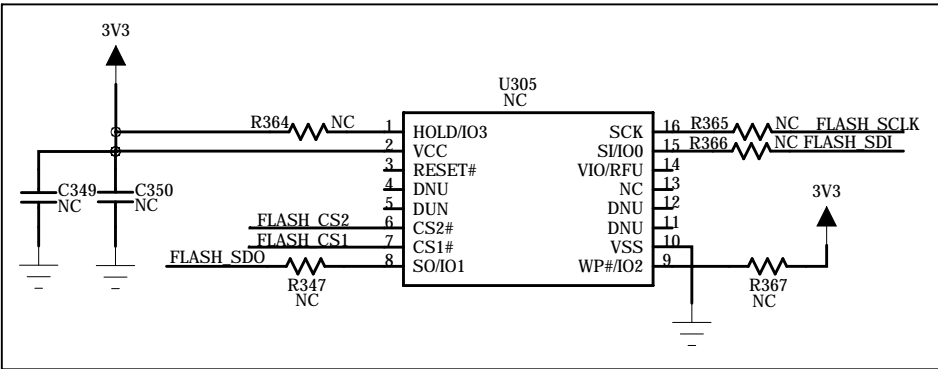 3V3
U305
NC
R364 NC 1 HOLD/IO3 SCK 16 R365 NC FLASH_SCLK
2 VCC SI/IO0 15 R366 NC FLASH_SDI
3 RESET# VIO/RFU 14
4 DNU NC 13
5 DUN DNU 12
FLASH_CS2 6 CS2# DNU 11
FLASH_CS1 7 CS1# VSS 10
FLASH_SDO 8 SO/IO1 WP#/IO2 9
C349
NC
C350
NC
R347
NC
3V3
R367
NC